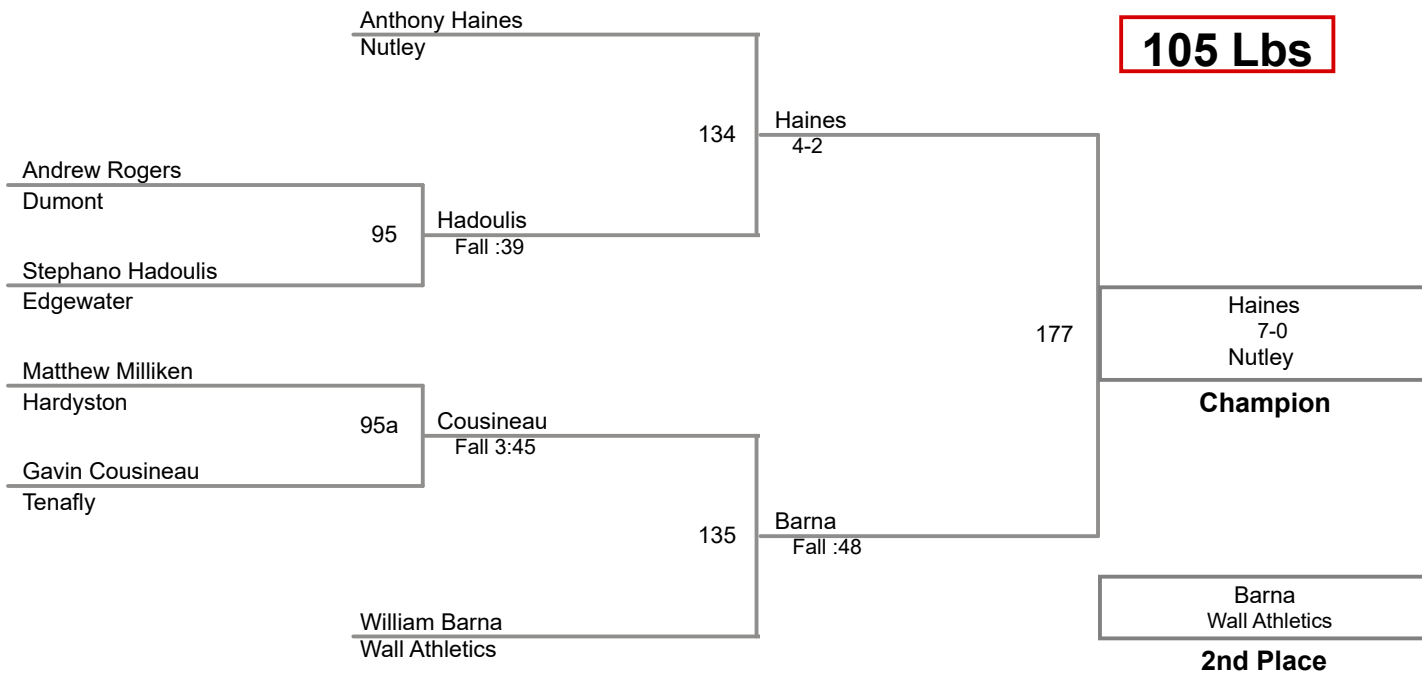 Anthony Haines
Nutley
105 Lbs
134
Haines
4-2
Andrew Rogers
Dumont
95
Hadoulis
Fall :39
Stephano Hadoulis
Edgewater
177
Haines
7-0
Nutley
Champion
Matthew Milliken
Hardyston
95a
Cousineau
Fall 3:45
Gavin Cousineau
Tenafly
135
Barna
Fall :48
William Barna
Wall Athletics
Barna
Wall Athletics
2nd Place